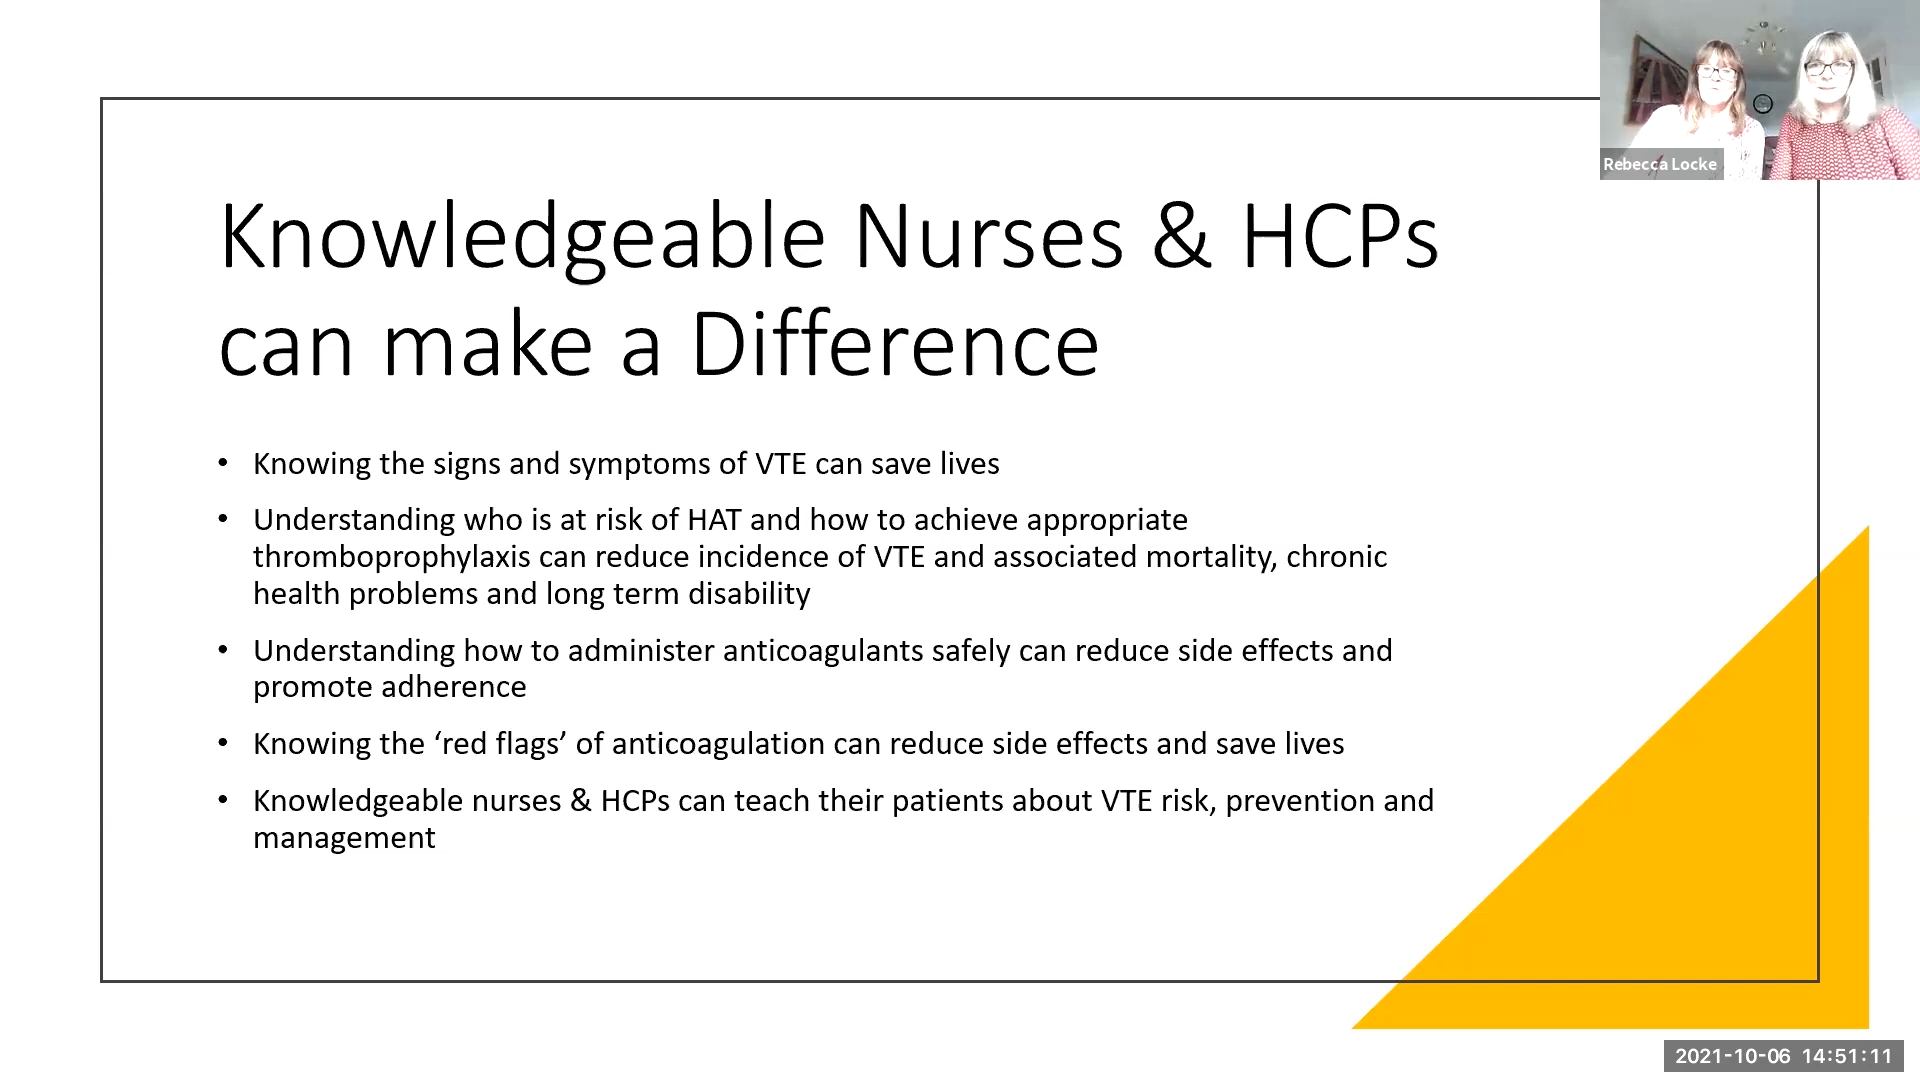 Rebecca Locke
Knowledgeable Nurses & HCPs
can make a Difference
• Knowing the signs and symptoms of VTE can save lives
• Understanding who is at risk of HAT and how to achieve appropriate
thromboprophylaxis can reduce incidence of VTE and associated mortality, chronic
health problems and long term disability
• Understanding how to administer anticoagulants safely can reduce side effects and
promote adherence
• Knowing the ‘red flags’ of anticoagulation can reduce side effects and save lives
• Knowledgeable nurses & HCPs can teach their patients about VTE risk, prevention and
management
2021-10-06 14:51:11